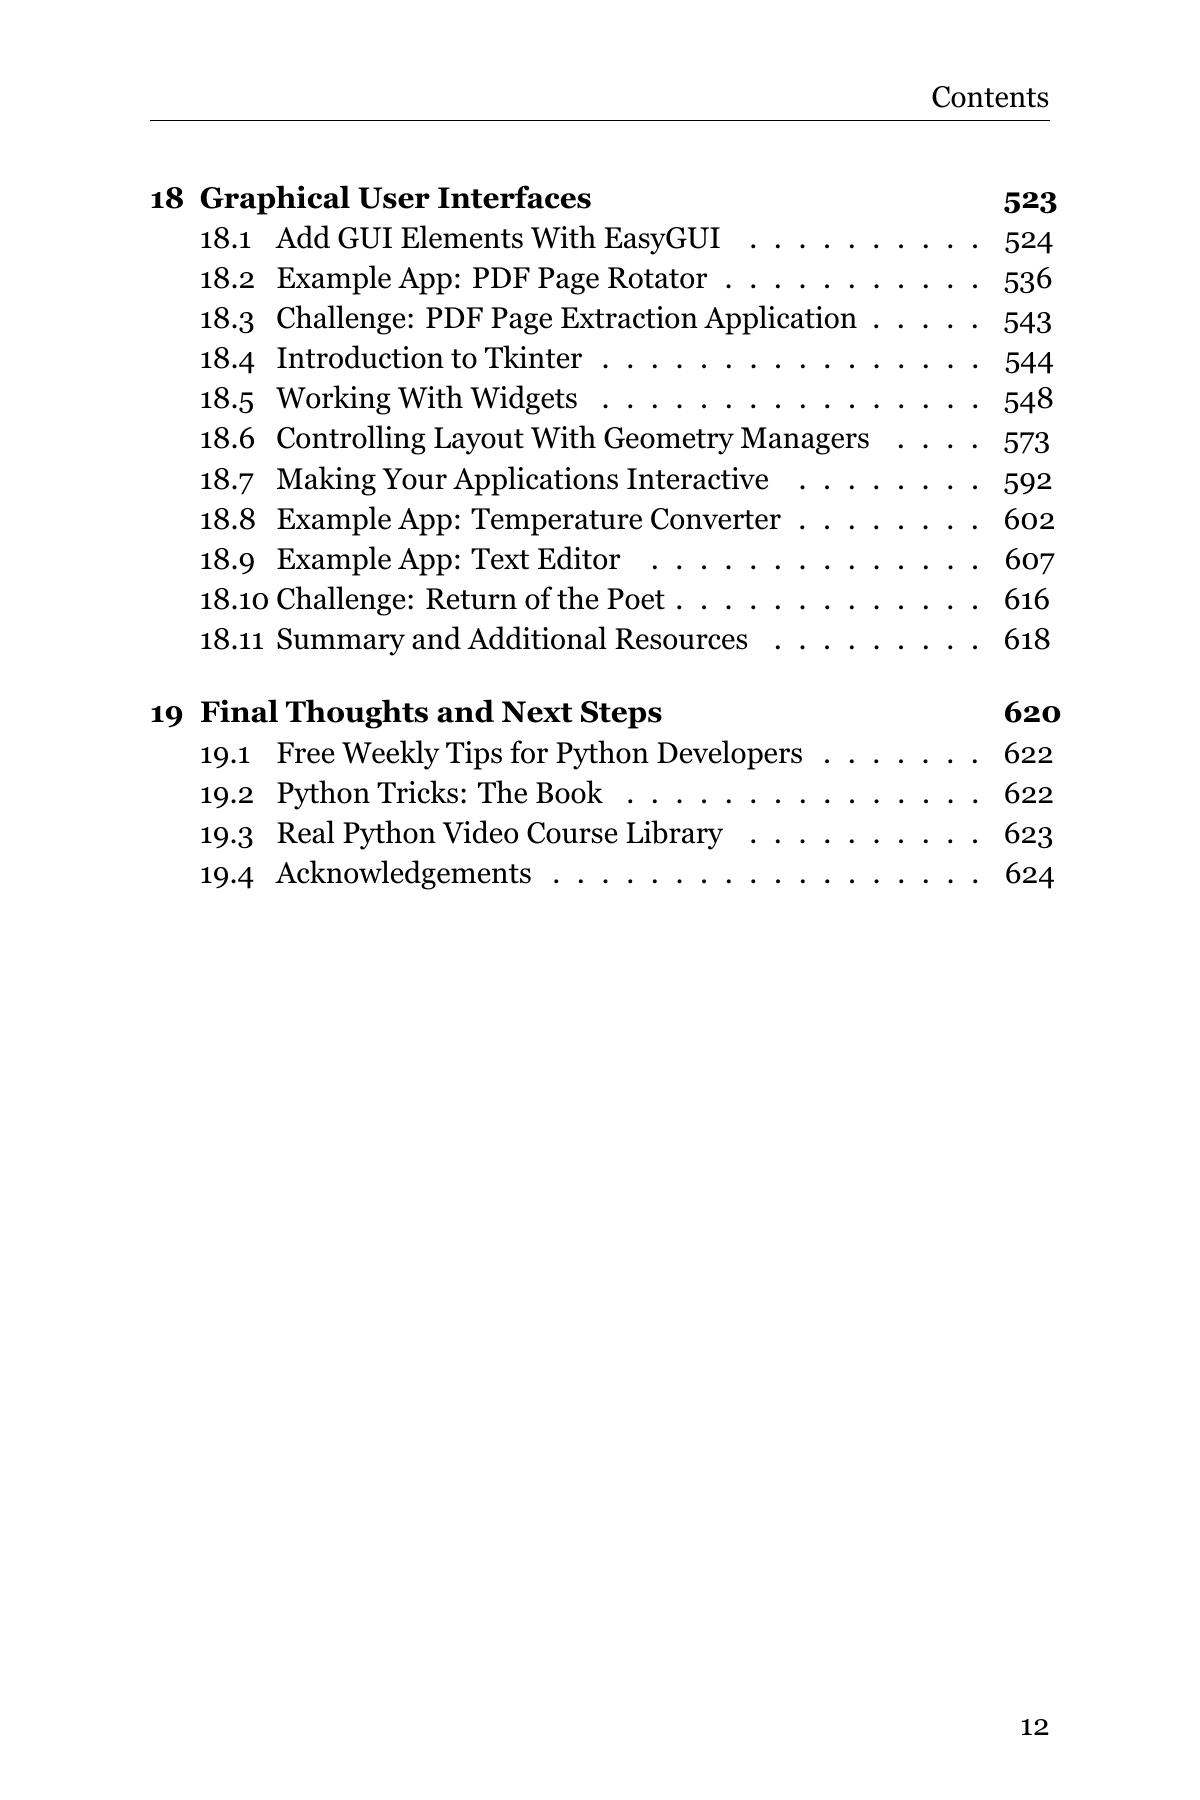 Contents
18 Graphical User Interfaces 523
18.1 Add GUI Elements With EasyGUI . . . . . . . . . . 524
18.2 Example App: PDF Page Rotator . . . . . . . . . . . 536
18.3 Challenge: PDF Page Extraction Application . . . . . 543
18.4 Introduction to Tkinter . . . . . . . . . . . . . . . . 544
18.5 Working With Widgets . . . . . . . . . . . . . . . . 548
18.6 Controlling Layout With Geometry Managers . . . . 573
18.7 Making Your Applications Interactive . . . . . . . . 592
18.8 Example App: Temperature Converter . . . . . . . . 602
18.9 Example App: Text Editor . . . . . . . . . . . . . . 607
18.10 Challenge: Return of the Poet . . . . . . . . . . . . . 616
18.11 Summary and Additional Resources . . . . . . . . . 618
19 Final Thoughts and Next Steps 620
19.1 Free Weekly Tips for Python Developers . . . . . . . 622
19.2 Python Tricks: The Book . . . . . . . . . . . . . . . 622
19.3 Real Python Video Course Library . . . . . . . . . . 623
19.4 Acknowledgements . . . . . . . . . . . . . . . . . . 624
12